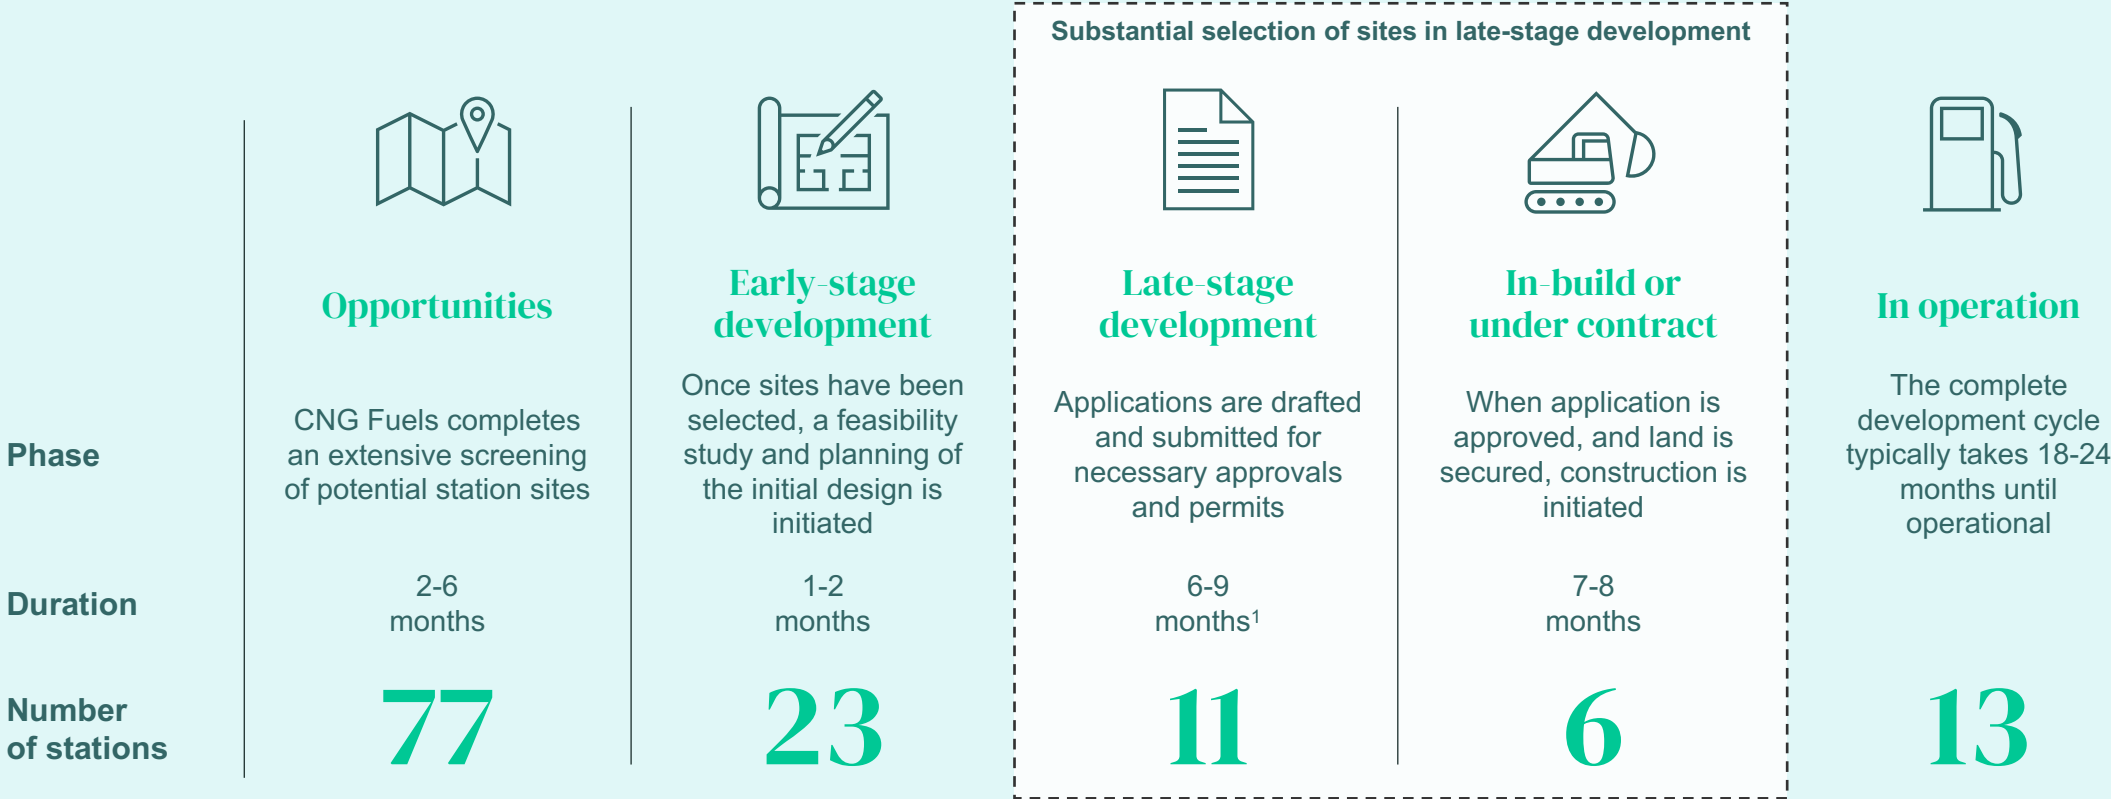 Substantial selection of sites in late-stage development
Opportunities
Early-stage
development
Late-stage
development
In-build or
under contract
In operation
Phase
CNG Fuels completes
an extensive screening
of potential station sites
Once sites have been
selected, a feasibility
study and planning of
the initial design is
initiated
Applications are drafted
and submitted for
necessary approvals
and permits
When application is
approved, and land is
secured, construction is
initiated
The complete
development cycle
typically takes 18-24
months until
operational
Duration
2-6
months
1-2
months
6-9
months¹
7-8
months
Number
of stations
77
23
11
6
13